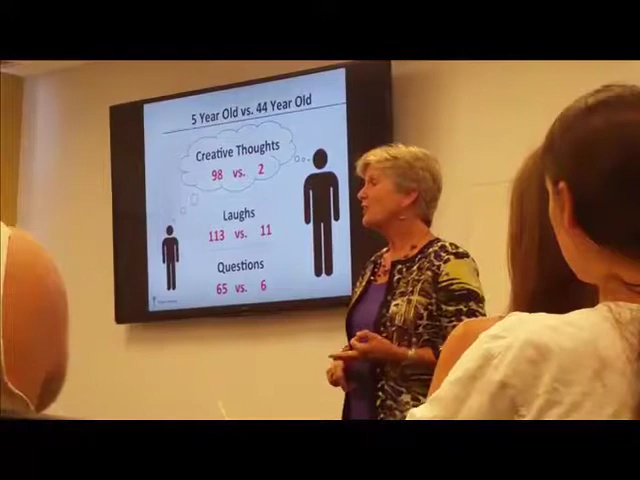 5 Year Old vs. 44 Year Old
Creative Thoughts
98 vs. 2
Laughs
113 vs. 11
Questions
65 vs. 6